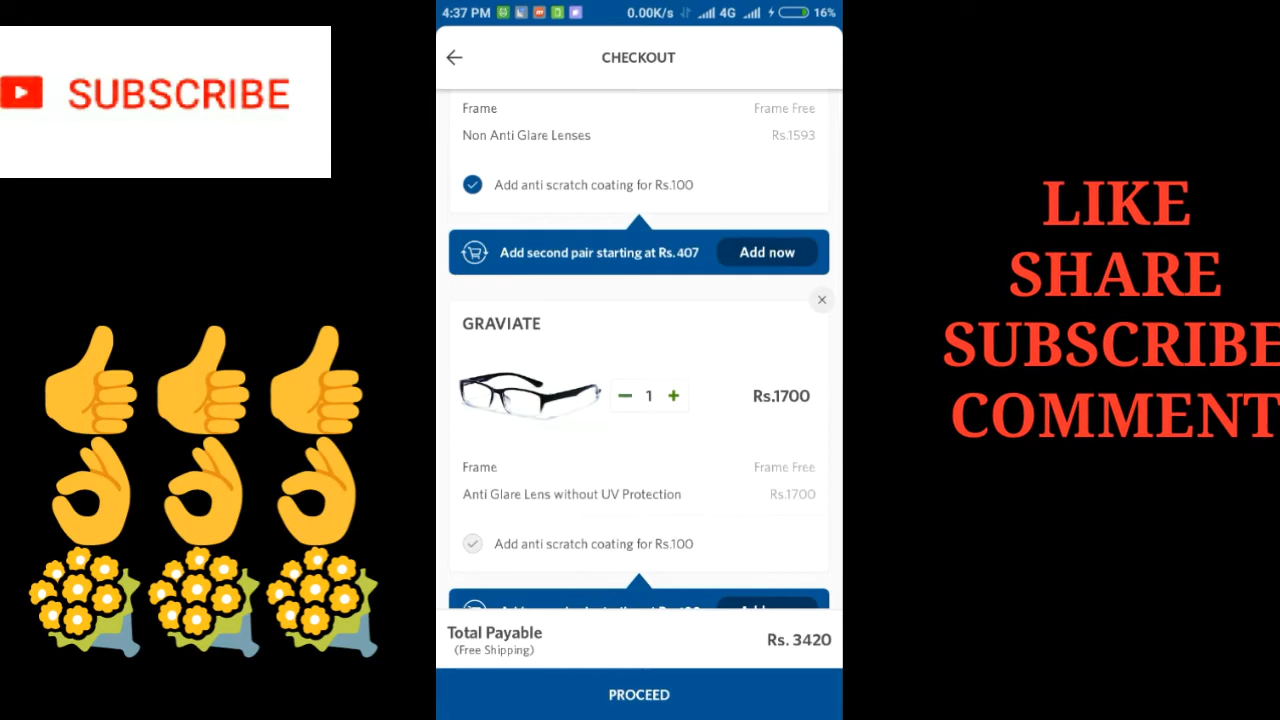 SUBSCRIBE
4:37 PM 0.00K/s 4G 16%
CHECKOUT
Frame Frame Free
Non Anti Glare Lenses Rs.1593
Add anti scratch coating for Rs.100
Add second pair starting at Rs.407 Add now
GRAVIATE
1 Rs.1700
Frame Frame Free
Anti Glare Lens without UV Protection Rs.1700
Add anti scratch coating for Rs.100
Total Payable Rs. 3420
(Free Shipping)
PROCEED
LIKE
SHARE
SUBSCRIBE
COMMENT